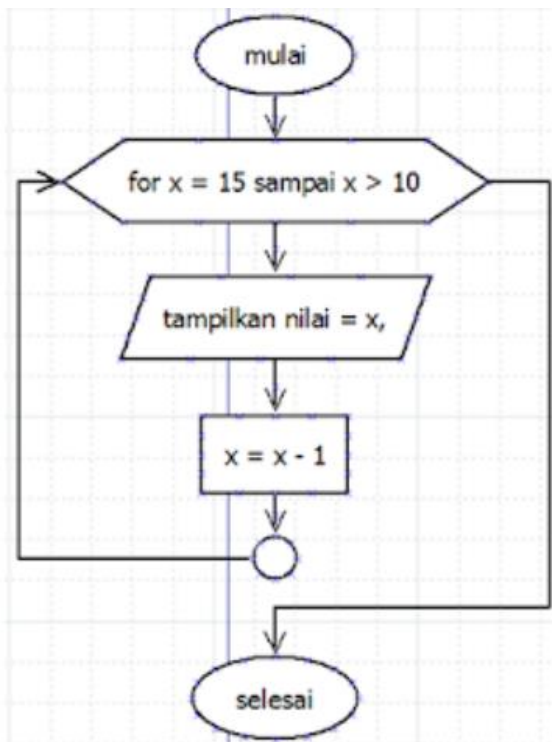 mulai
for x = 15 sampai x > 10
tampilkan nilai = x,
x = x - 1
selesai